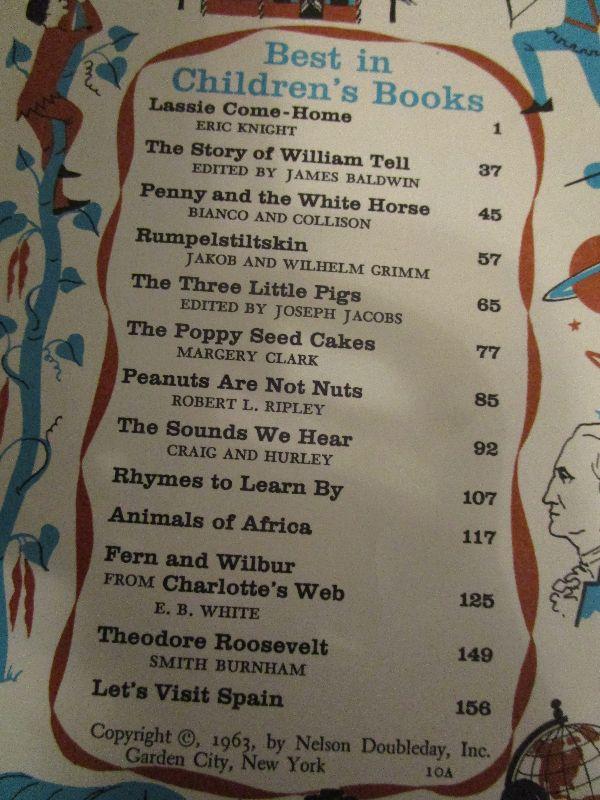 Best in
Children's Books
Lassie Come-Home
ERIC KNIGHT 1
The Story of William Tell
EDITED BY JAMES BALDWIN 37
Penny and the White Horse
BIANCO AND COLLISON 45
Rumpelstiltskin
JAKOB AND WILHELM GRIMM 57
The Three Little Pigs
EDITED BY JOSEPH JACOBS 65
The Poppy Seed Cakes
MARGERY CLARK 77
Peanuts Are Not Nuts
ROBERT L. RIPLEY 85
The Sounds We Hear
CRAIG AND HURLEY 92
Rhymes to Learn By 107
Animals of Africa 117
Fern and Wilbur
FROM Charlotte's Web
E. B. WHITE 125
Theodore Roosevelt
SMITH BURNHAM 149
Let's Visit Spain 156
Copyright ©, 1963, by Nelson Doubleday, Inc.
Garden City, New York 10A